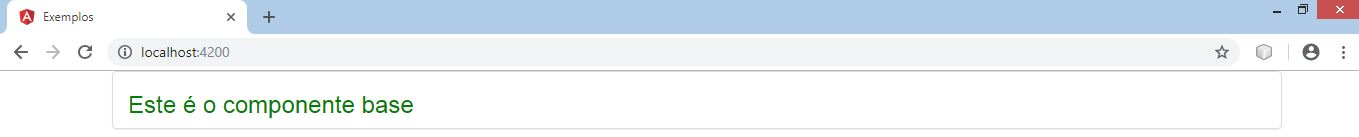 Exemplos
localhost:4200
Este é o componente base